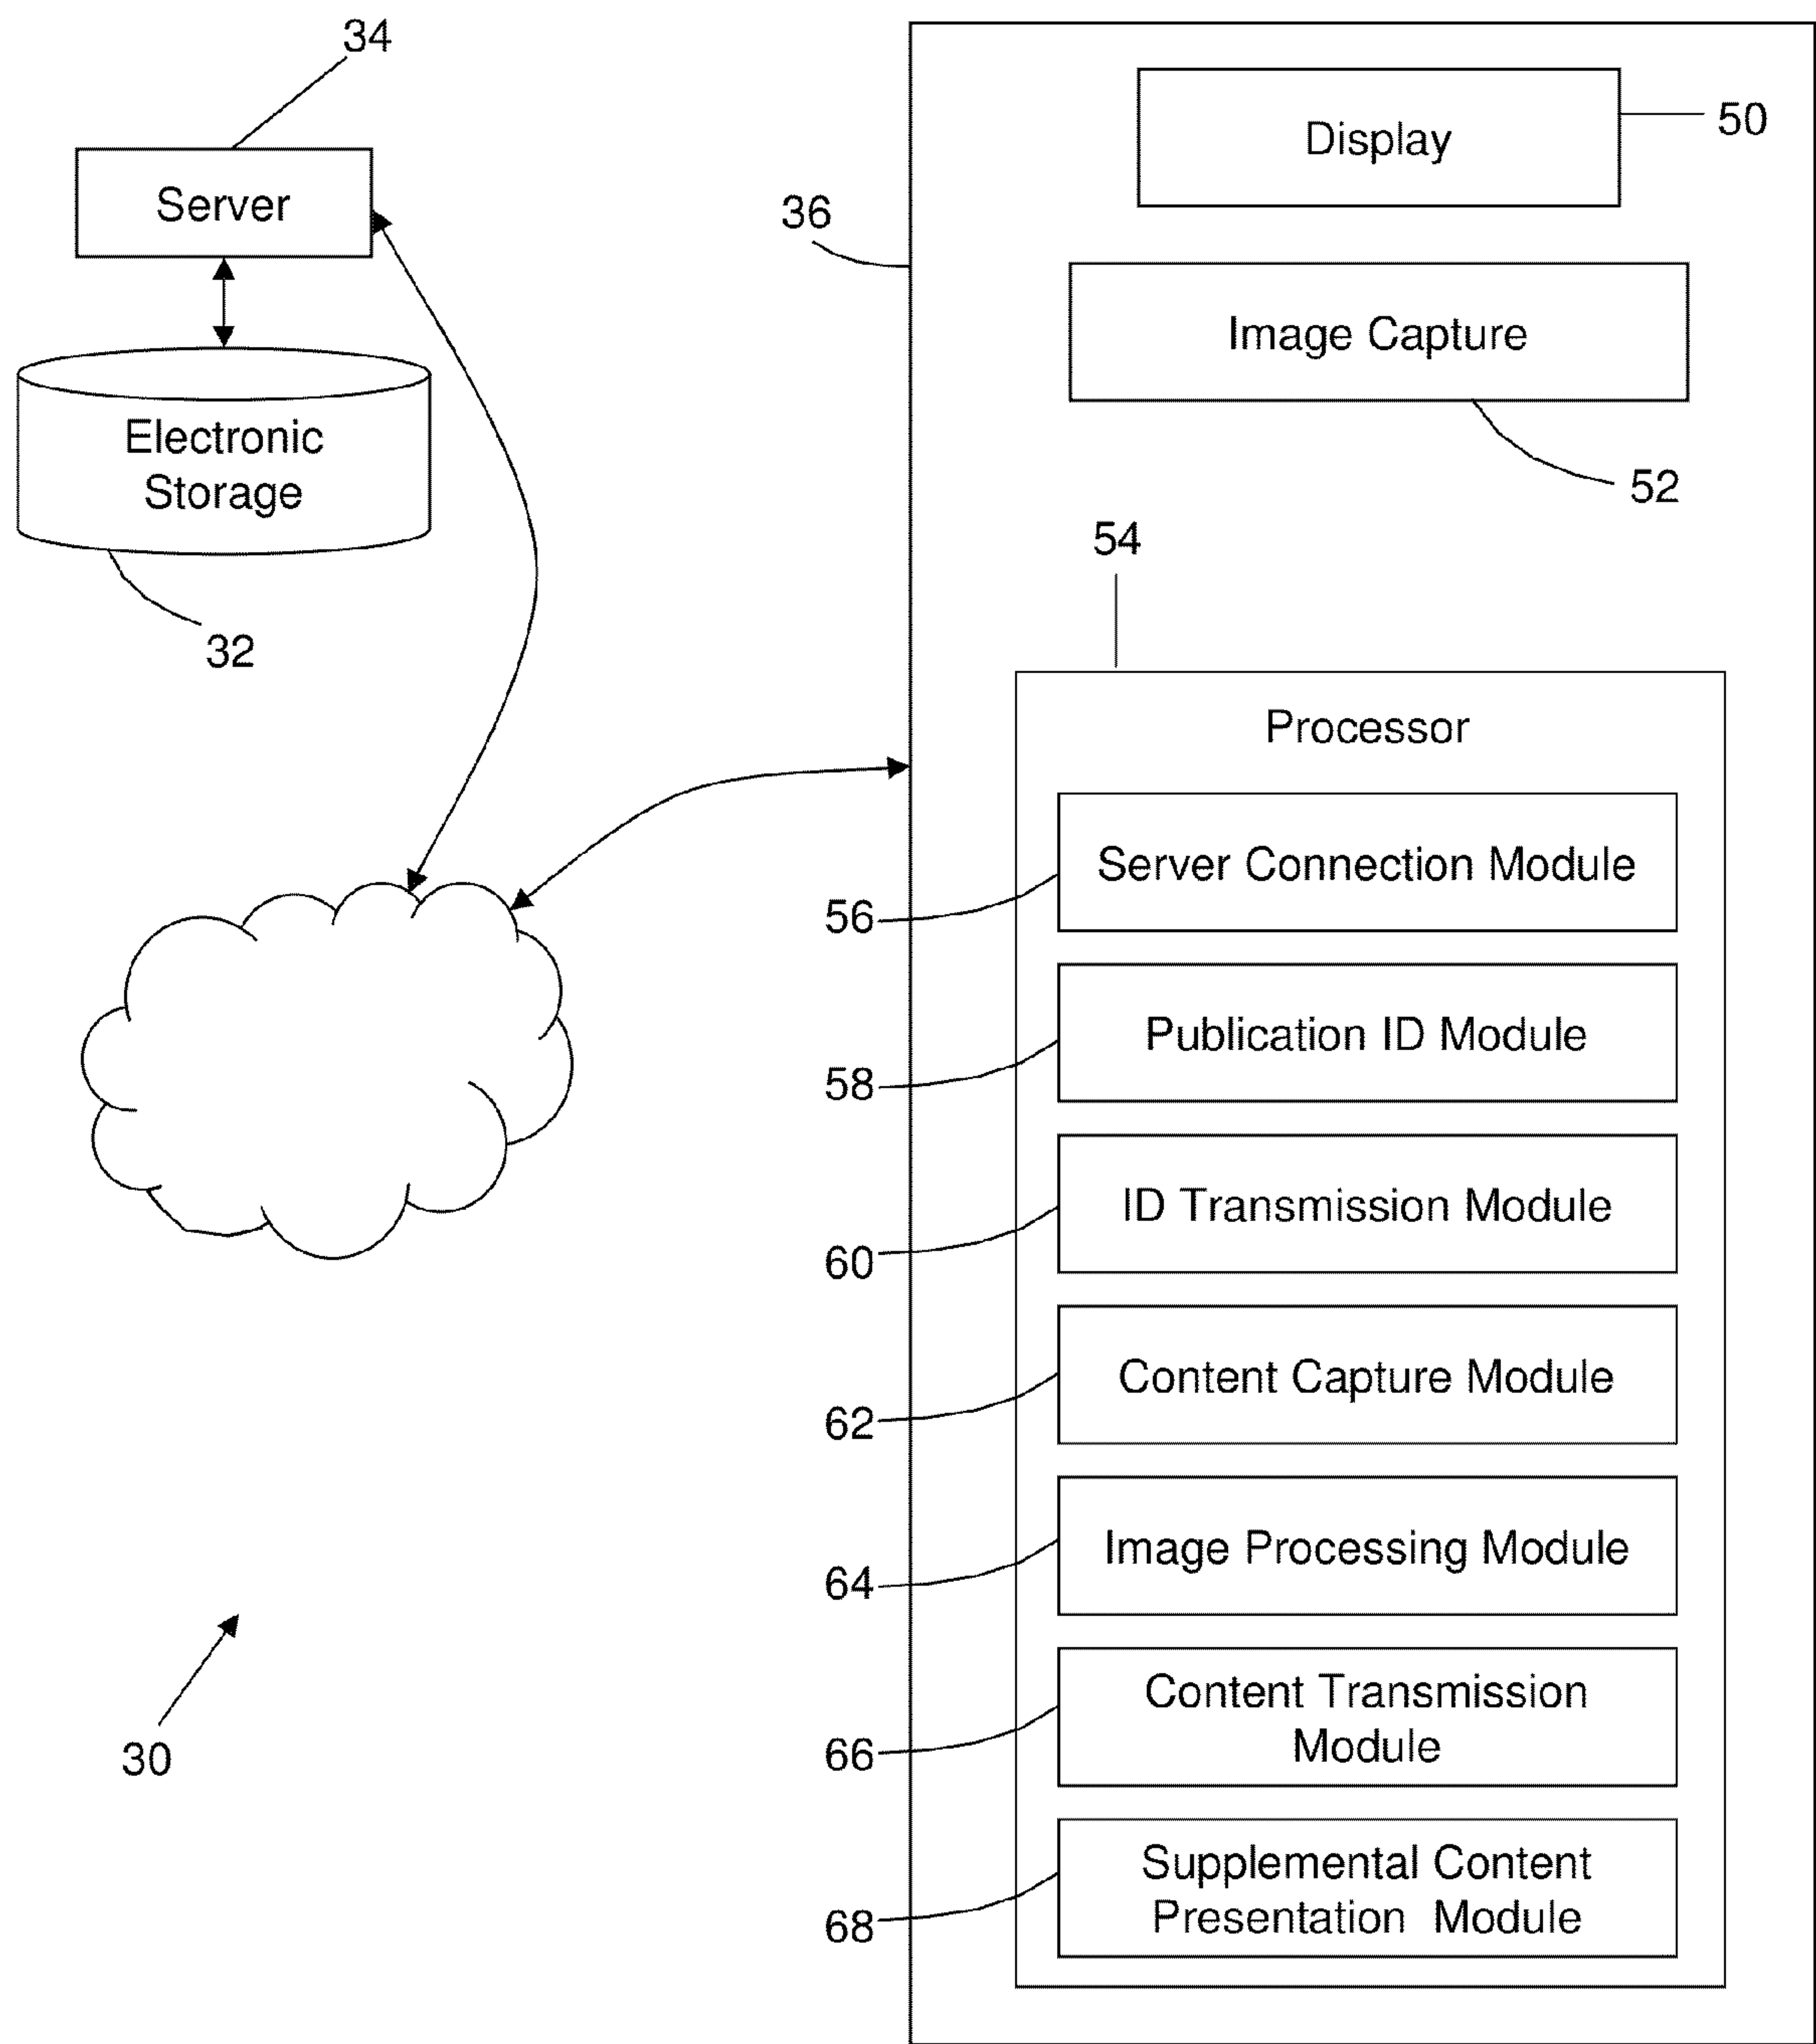 34
Server
Electronic
Storage
32
30
36
Display
50
Image Capture
52
54
Processor
Server Connection Module
56
Publication ID Module
58
ID Transmission Module
60
Content Capture Module
62
Image Processing Module
64
Content Transmission
Module
66
Supplemental Content
Presentation Module
68